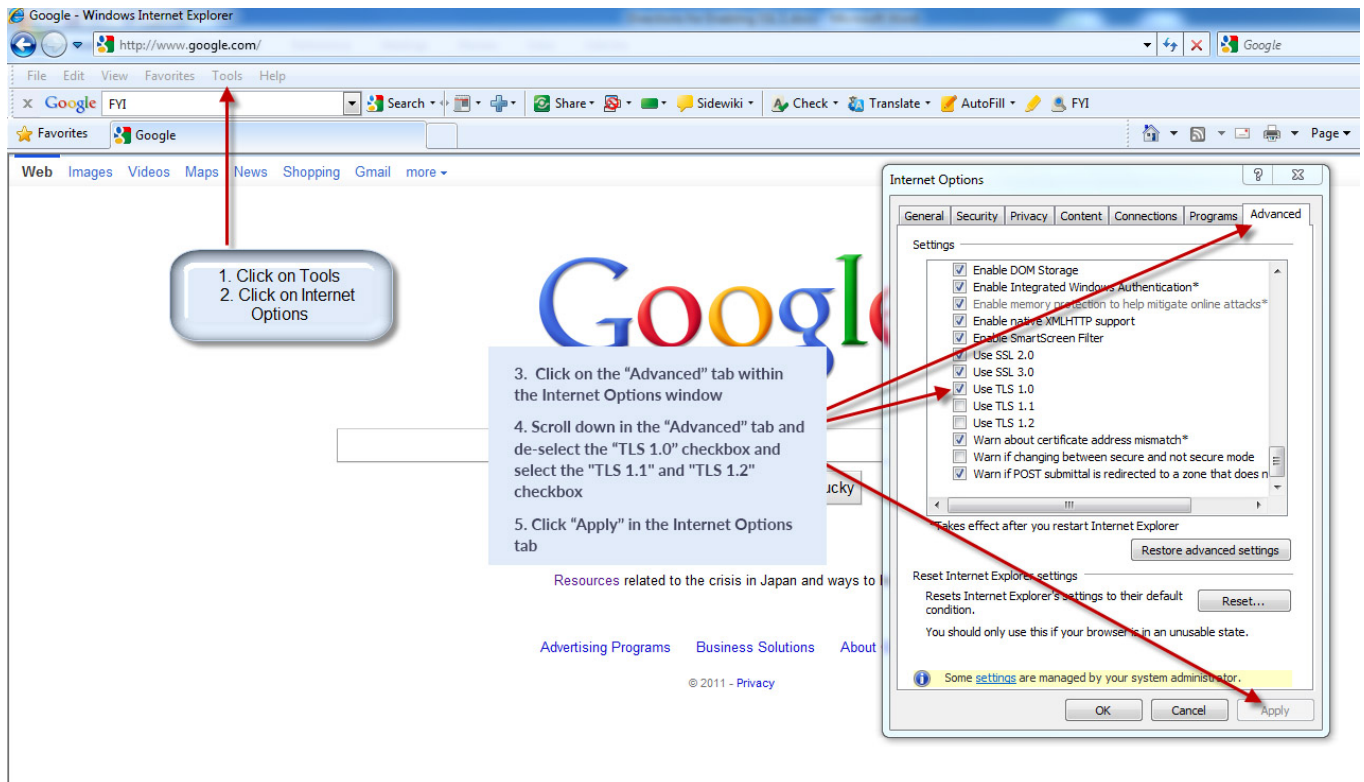 Google - Windows Internet Explorer
http://www.google.com/
Google
File Edit View Favorites Tools Help
x Google FYI Search Share Sidewiki Check Translate AutoFill FYI
Favorites Google Page
Web Images Videos Maps News Shopping Gmail more
1. Click on Tools
2. Click on Internet
Options
Google
3. Click on the “Advanced” tab within
the Internet Options window
4. Scroll down in the “Advanced” tab and
de-select the “TLS 1.0” checkbox and
select the "TLS 1.1" and "TLS 1.2"
checkbox
5. Click “Apply” in the Internet Options
tab
ucky
Resources related to the crisis in Japan and ways to
Advertising Programs Business Solutions About
© 2011 - Privacy
Internet Options
General Security Privacy Content Connections Programs Advanced
Settings
Enable DOM Storage
Enable Integrated Windows Authentication*
Enable memory protection to help mitigate online attacks*
Enable native XMLHTTP support
Enable SmartScreen Filter
Use SSL 2.0
Use SSL 3.0
Use TLS 1.0
Use TLS 1.1
Use TLS 1.2
Warn about certificate address mismatch*
Warn if changing between secure and not secure mode
Warn if POST submittal is redirected to a zone that does n
*Takes effect after you restart Internet Explorer
Restore advanced settings
Reset Internet Explorer settings
Resets Internet Explorer's settings to their default
condition.
Reset...
You should only use this if your browser is in an unusable state.
Some settings are managed by your system administrator.
OK Cancel Apply